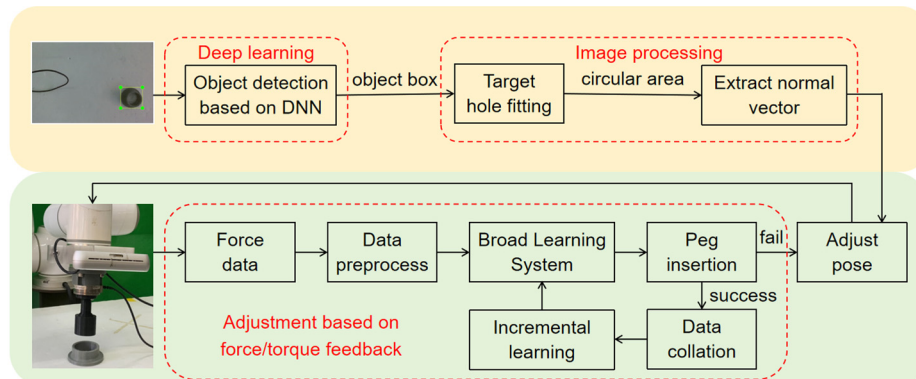 Deep learning
Image processing
Object detection
based on DNN
object box
Target
hole fitting
circular area
Extract normal
vector
Force
data
Data
preprocess
Broad Learning
System
Peg
insertion
fail
Adjust
pose
success
Adjustment based on
force/torque feedback
Incremental
learning
Data
collation